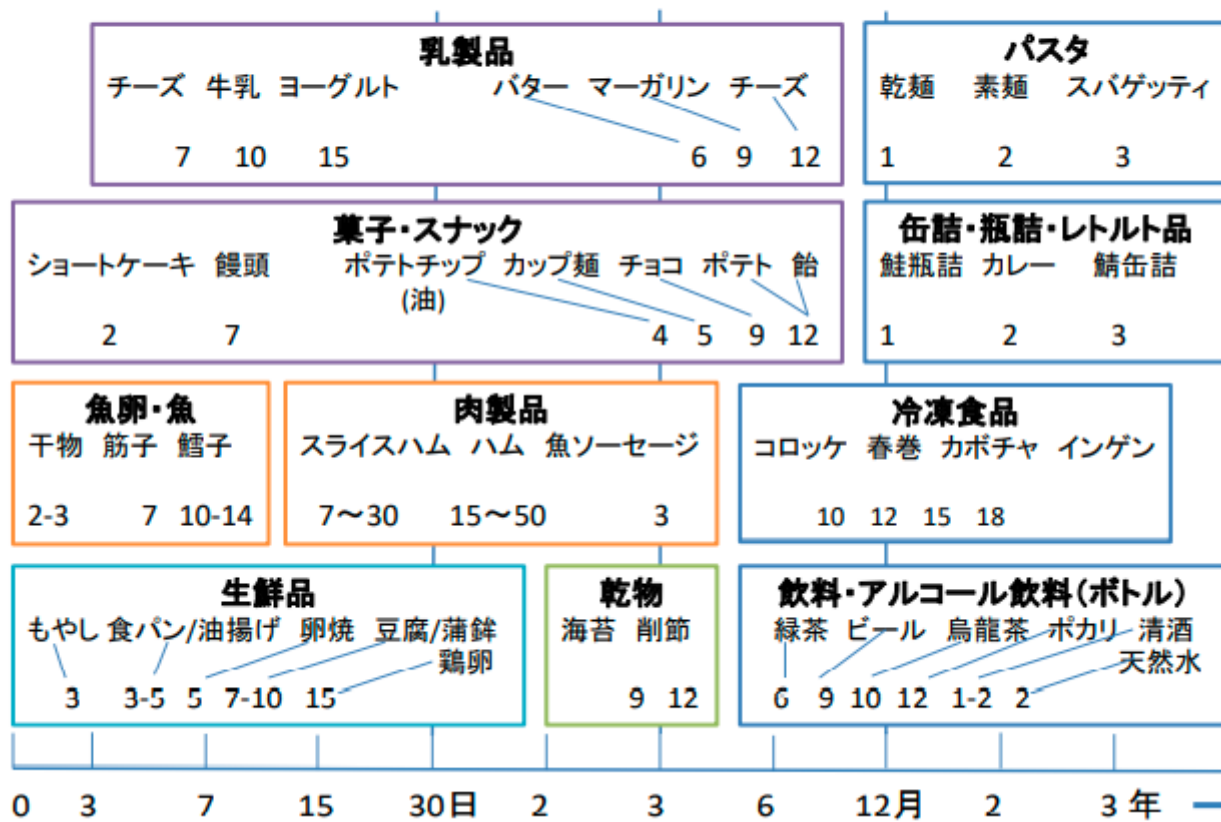 乳製品
チーズ 牛乳 ヨーグルト バター マーガリン チーズ
7 10 15 6 9 12
パスタ
乾麺 素麺 スバゲッティ
1 2 3
菓子・スナック
ショートケーキ 饅頭 ポテトチップ カップ麺 チョコ ポテト 飴
(油)
2 7 4 5 9 12
缶詰・瓶詰・レトルト品
鮭瓶詰 カレー 鯖缶詰
1 2 3
魚卵・魚
干物 筋子 鱈子
2-3 7 10-14
肉製品
スライスハム ハム 魚ソーセージ
7〜30 15〜50 3
冷凍食品
コロッケ 春巻 カボチャ インゲン
10 12 15 18
生鮮品
もやし 食パン/油揚げ 卵焼 豆腐/蒲鉾
鶏卵
3 3-5 5 7-10 15
乾物
海苔 削節
9 12
飲料・アルコール飲料(ボトル)
緑茶 ビール 烏龍茶 ポカリ 清酒
天然水
6 9 10 12 1-2 2
0 3 7 15 30日 2 3 6 12月 2 3年